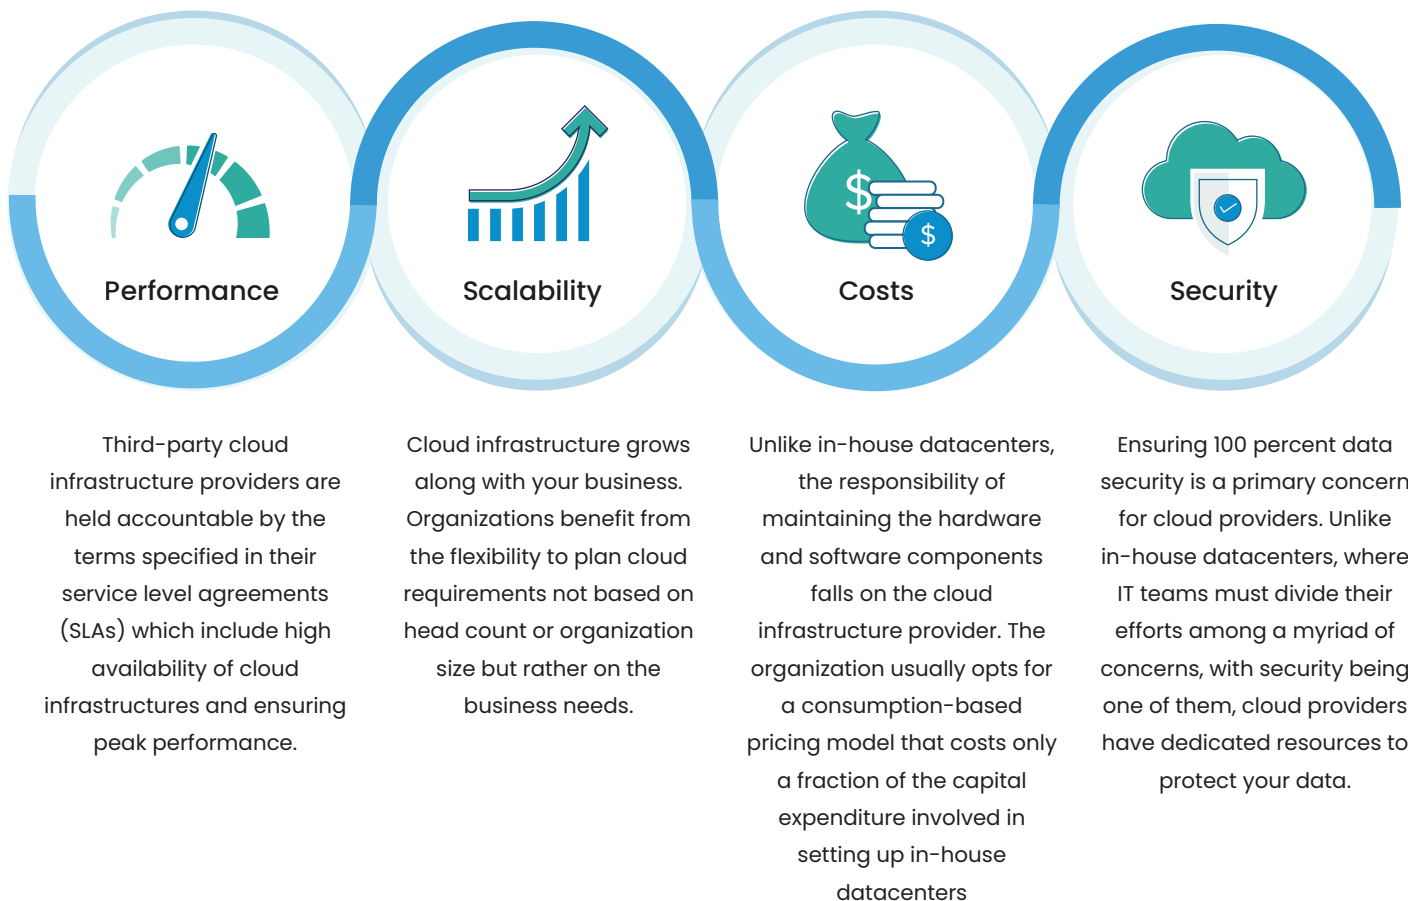 $
$
Performance
Scalability
Costs
Security
Third-party cloud
infrastructure providers are
held accountable by the
terms specified in their
service level agreements
(SLAs) which include high
availability of cloud
infrastructures and ensuring
peak performance.
Cloud infrastructure grows
along with your business.
Organizations benefit from
the flexibility to plan cloud
requirements not based on
head count or organization
size but rather on the
business needs.
Unlike in-house datacenters,
the responsibility of
maintaining the hardware
and software components
falls on the cloud
infrastructure provider. The
organization usually opts for
a consumption-based
pricing model that costs only
a fraction of the capital
expenditure involved in
setting up in-house
datacenters
Ensuring 100 percent data
security is a primary concern
for cloud providers. Unlike
in-house datacenters, where
IT teams must divide their
efforts among a myriad of
concerns, with security being
one of them, cloud providers
have dedicated resources to
protect your data.